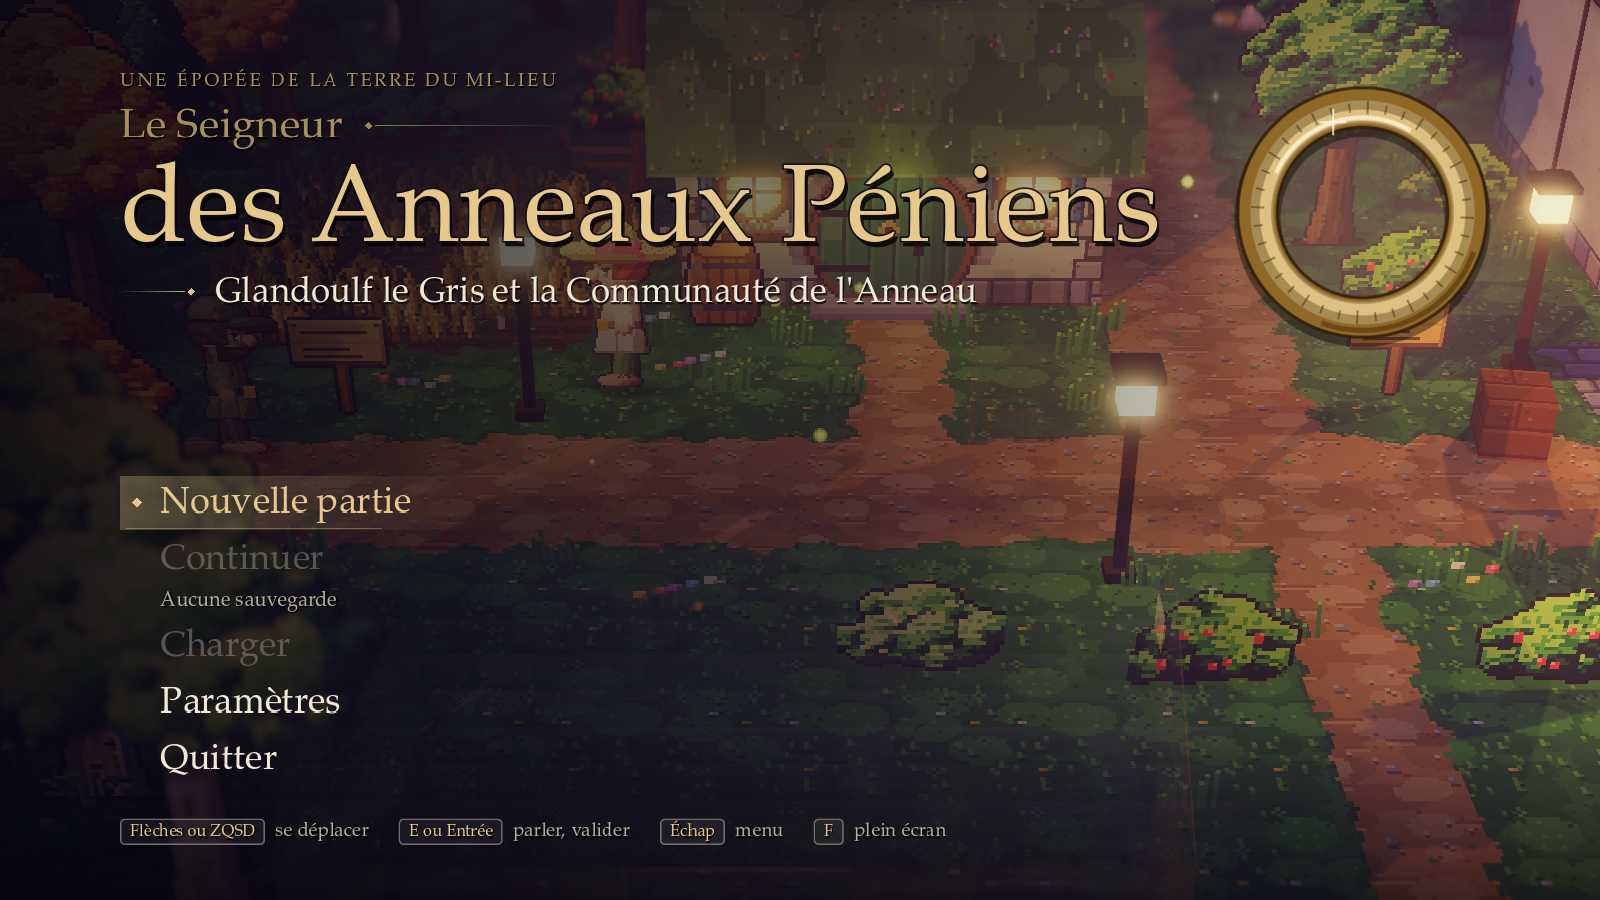 UNE ÉPOPÉE DE LA TERRE DU MI-LIEU
Le Seigneur
des Anneaux Péniens
Glandoulf le Gris et la Communauté de l'Anneau
Nouvelle partie
Continuer
Aucune sauvegarde
Charger
Paramètres
Quitter
Flèches ou ZQSD se déplacer E ou Entrée parler, valider Échap menu F plein écran